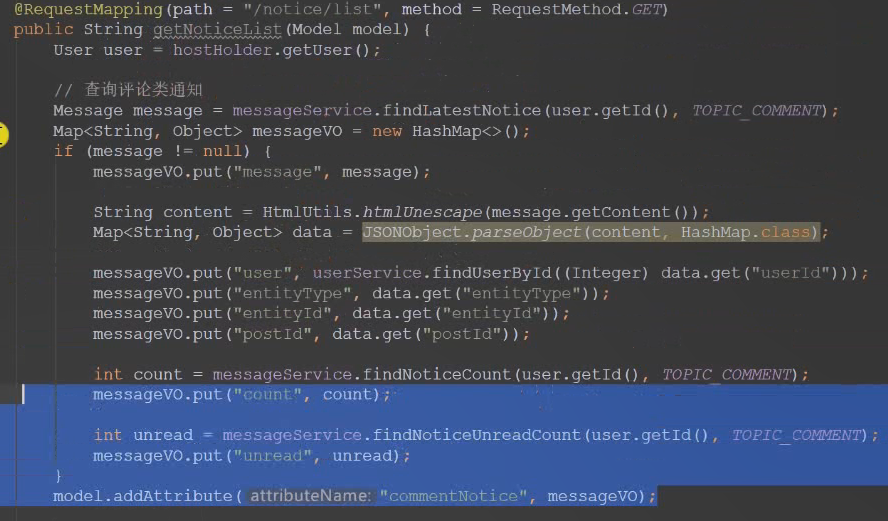 @RequestMapping(path = "/notice/list", method = RequestMethod.GET)
public String getNoticeList(Model model) {
    User user = hostHolder.getUser();

    // 查询评论类通知
    Message message = messageService.findLatestNotice(user.getId(), TOPIC_COMMENT);
    Map<String, Object> messageVO = new HashMap<>();
    if (message != null) {
        messageVO.put("message", message);

        String content = HtmlUtils.htmlUnescape(message.getContent());
        Map<String, Object> data = JSONObject.parseObject(content, HashMap.class);

        messageVO.put("user", userService.findUserById((Integer) data.get("userId")));
        messageVO.put("entityType", data.get("entityType"));
        messageVO.put("entityId", data.get("entityId"));
        messageVO.put("postId", data.get("postId"));

        int count = messageService.findNoticeCount(user.getId(), TOPIC_COMMENT);
        messageVO.put("count", count);

        int unread = messageService.findNoticeUnreadCount(user.getId(), TOPIC_COMMENT);
        messageVO.put("unread", unread);
    }
    model.addAttribute( attributeName: "commentNotice", messageVO);